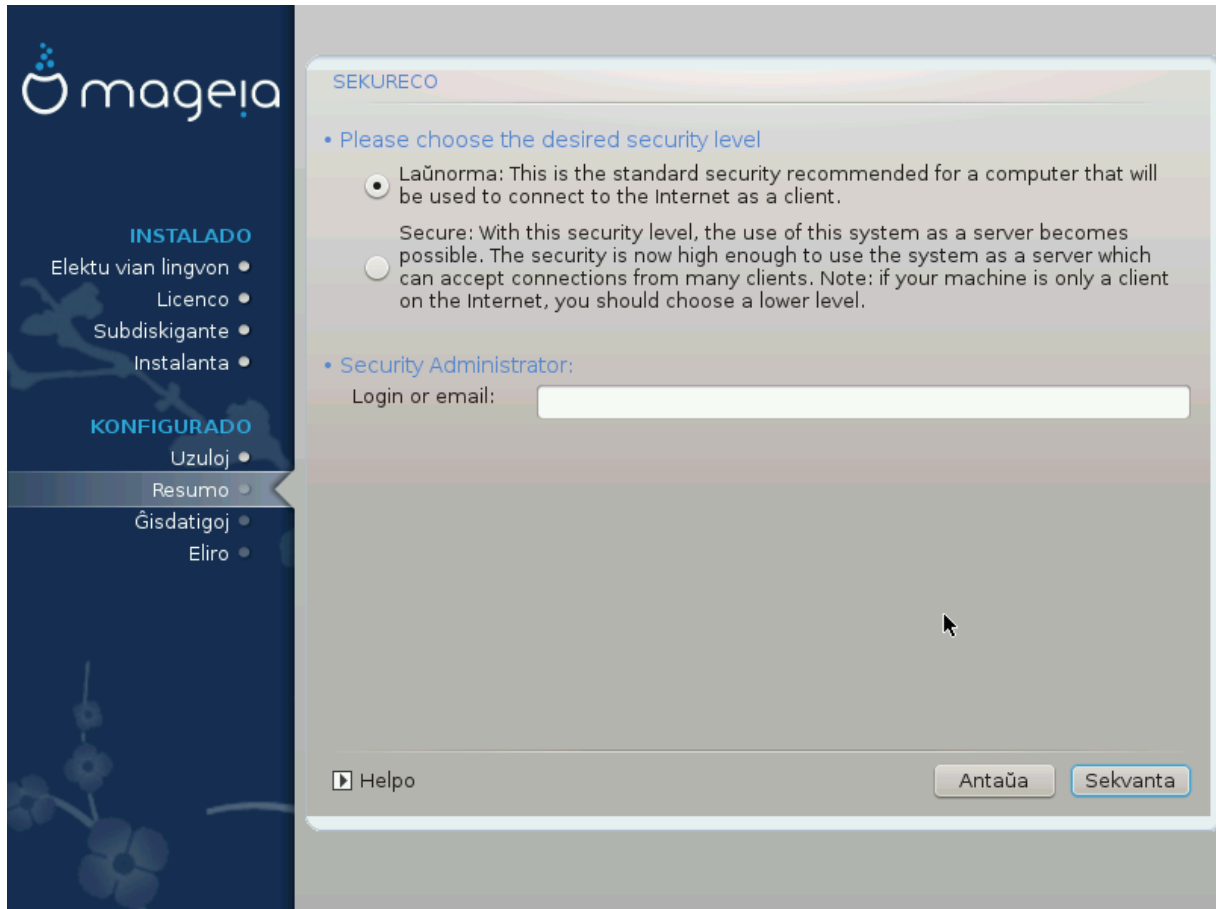 mageia
INSTALADO
Elektu vian lingvon
Licenco
Subdiskigante
Instalanta
KONFIGURADO
Uzuloj
Resumo
Ĝisdatigoj
Eliro
SEKURECO
• Please choose the desired security level
Laŭnorma: This is the standard security recommended for a computer that will
be used to connect to the Internet as a client.
Secure: With this security level, the use of this system as a server becomes
possible. The security is now high enough to use the system as a server which
can accept connections from many clients. Note: if your machine is only a client
on the Internet, you should choose a lower level.
• Security Administrator:
Login or email:
Helpo
Antaŭa
Sekvanta